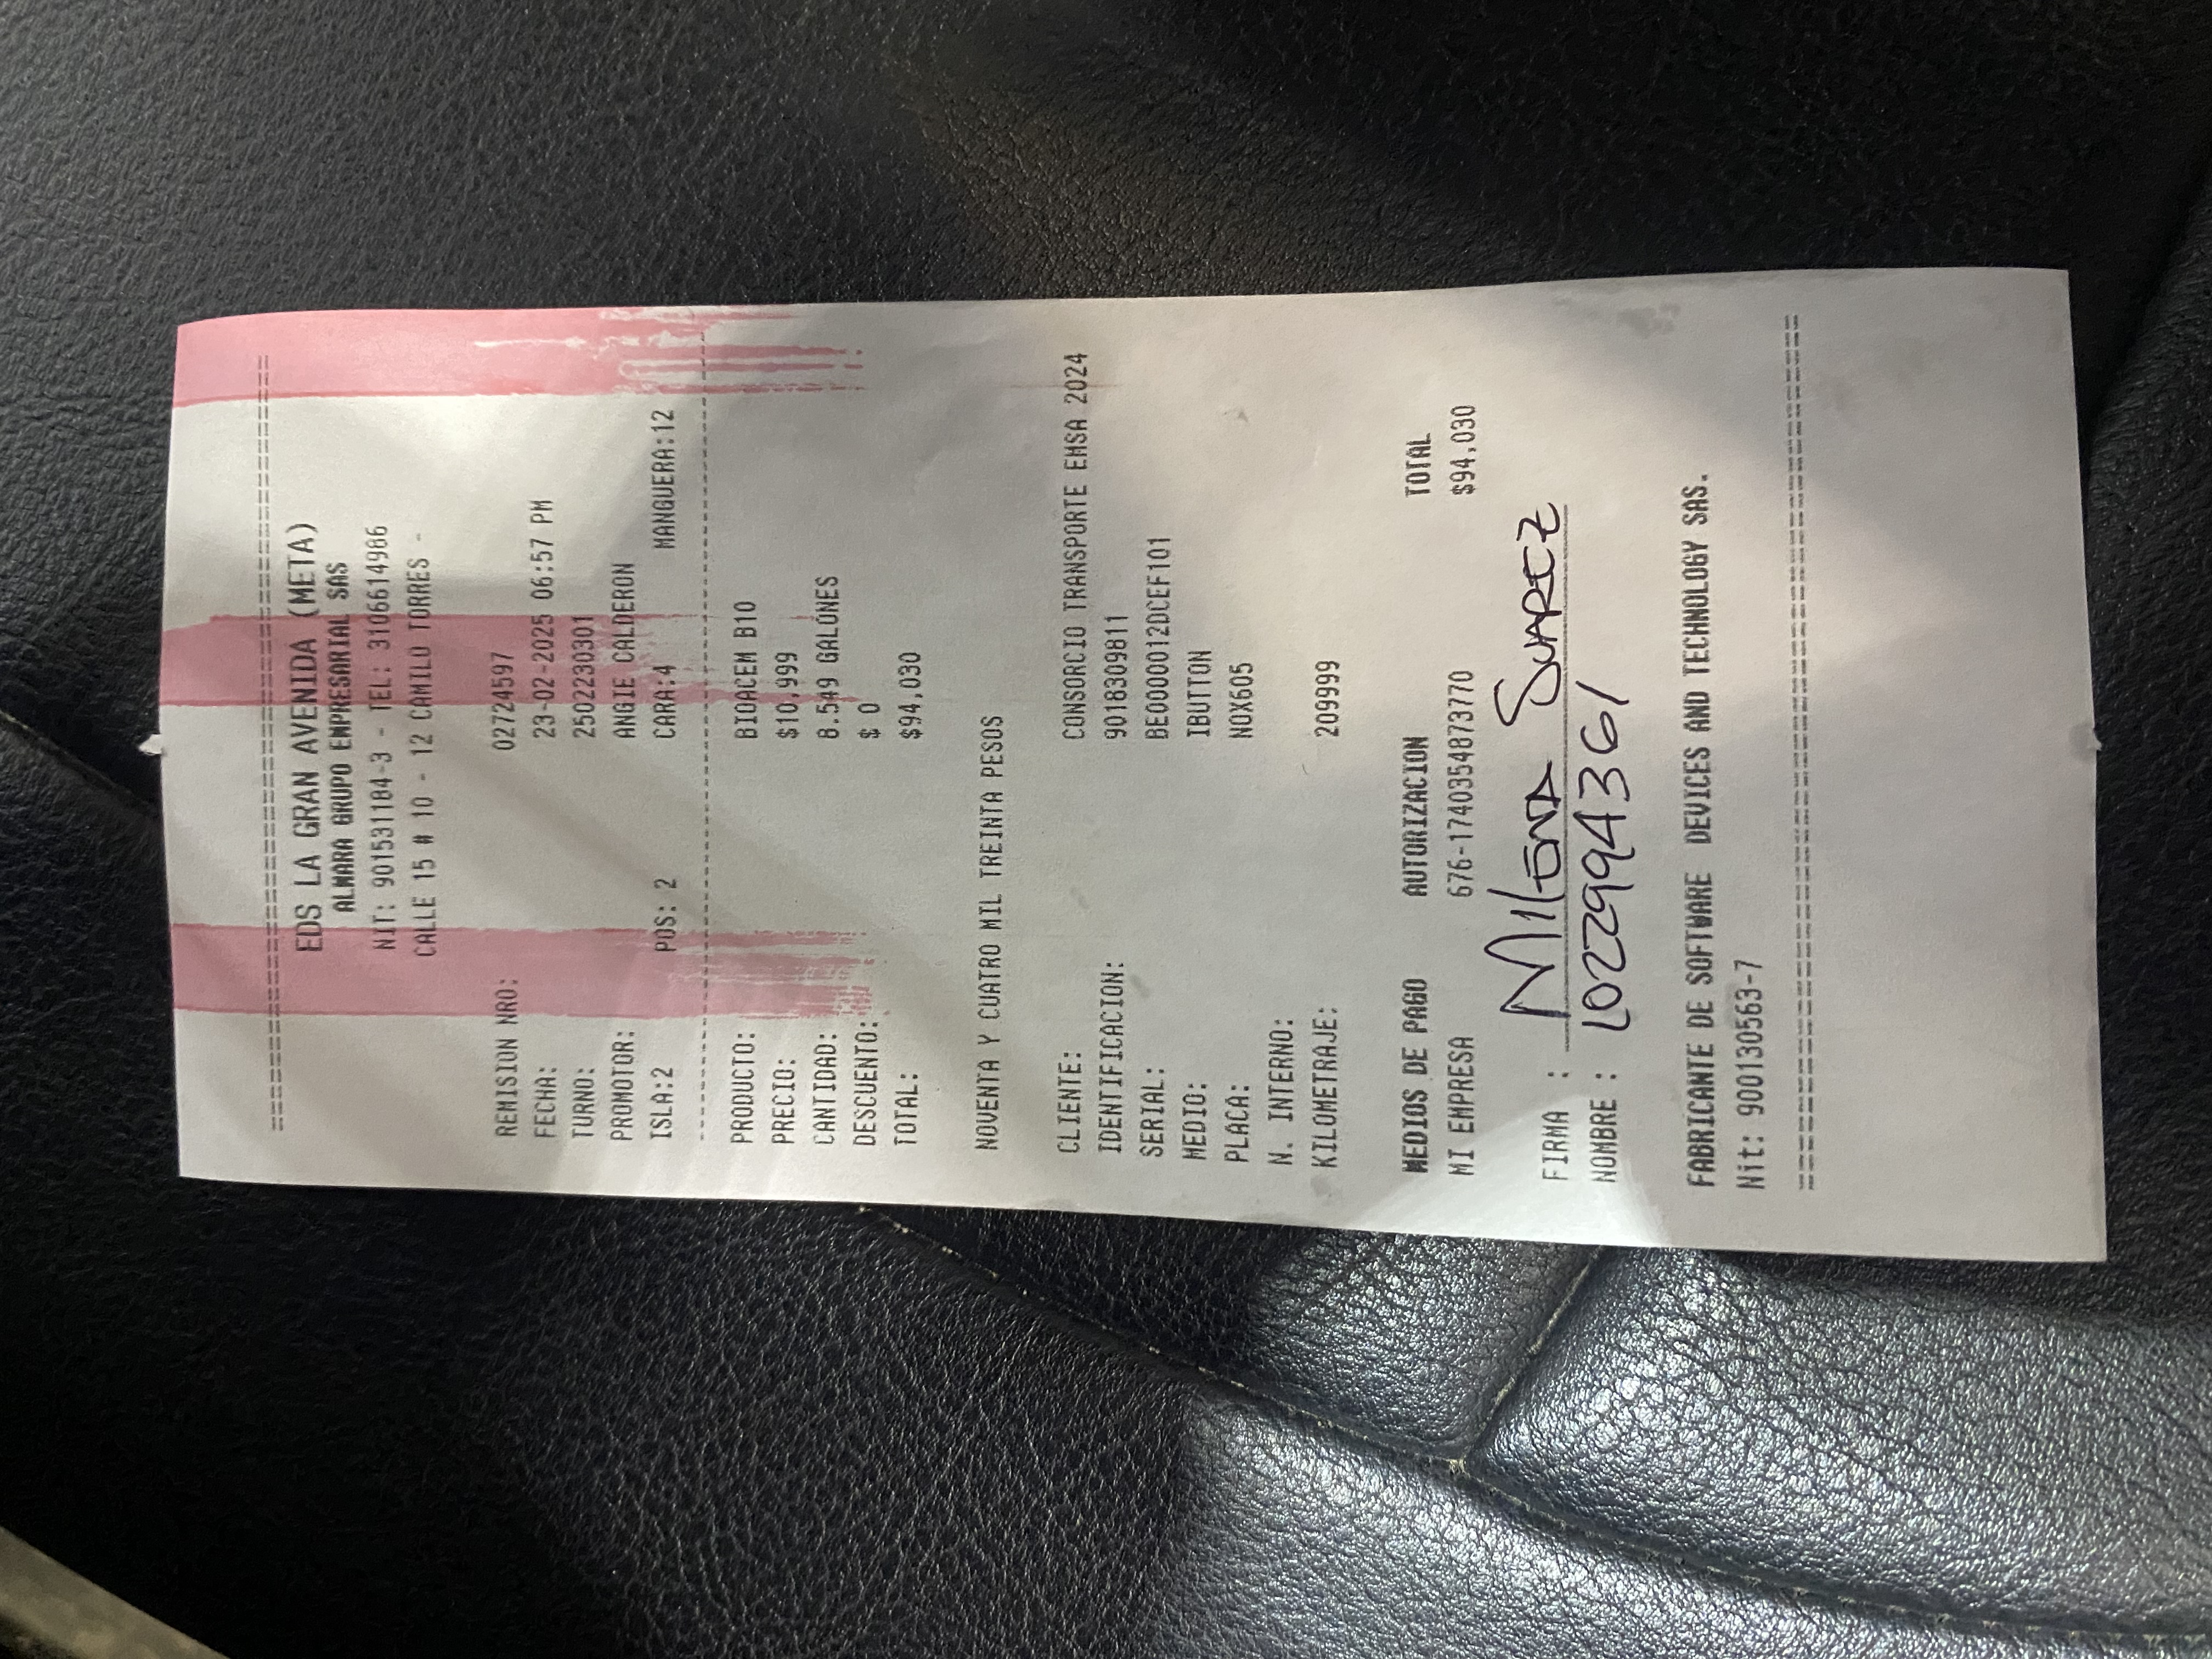 ================================================
EDS LA GRAN AVENIDA (META)
ALMARA GRUPO EMPRESARIAL SAS
NIT: 901531184-3 - TEL: 3106614986
CALLE 15 # 10 - 12 CAMILO TORRES -
REMISION NRO: 02724597
FECHA: 23-02-2025 06:57 PM
TURNO: 2502230301
PROMOTOR: ANGIE CALDERON
ISLA:2 POS: 2 CARA:4 MANGUERA:12
------------------------------------------------
PRODUCTO: BIOACEM B10
PRECIO: $10,999
CANTIDAD: 8.549 GALONES
DESCUENTO: $ 0
TOTAL: $94,030
NOVENTA Y CUATRO MIL TREINTA PESOS
CLIENTE: CONSORCIO TRANSPORTE EMSA 2024
IDENTIFICACION: 9018309811
SERIAL: BE0000012DCEF101
MEDIO: IBUTTON
PLACA: NOX605
N. INTERNO:
KILOMETRAJE: 209999
MEDIOS DE PAGO AUTORIZACION TOTAL
MI EMPRESA 676-1740354873770 $94,030
FIRMA : MilENA SUAREZ
NOMBRE : 1022994361
FABRICANTE DE SOFTWARE DEVICES AND TECHNOLOGY SAS.
Nit: 900130563-7
================================================